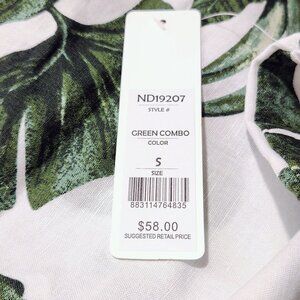 ND19207
STYLE #
GREEN COMBO
COLOR
S
SIZE
883114764835
$58.00
SUGGESTED RETAIL PRICE